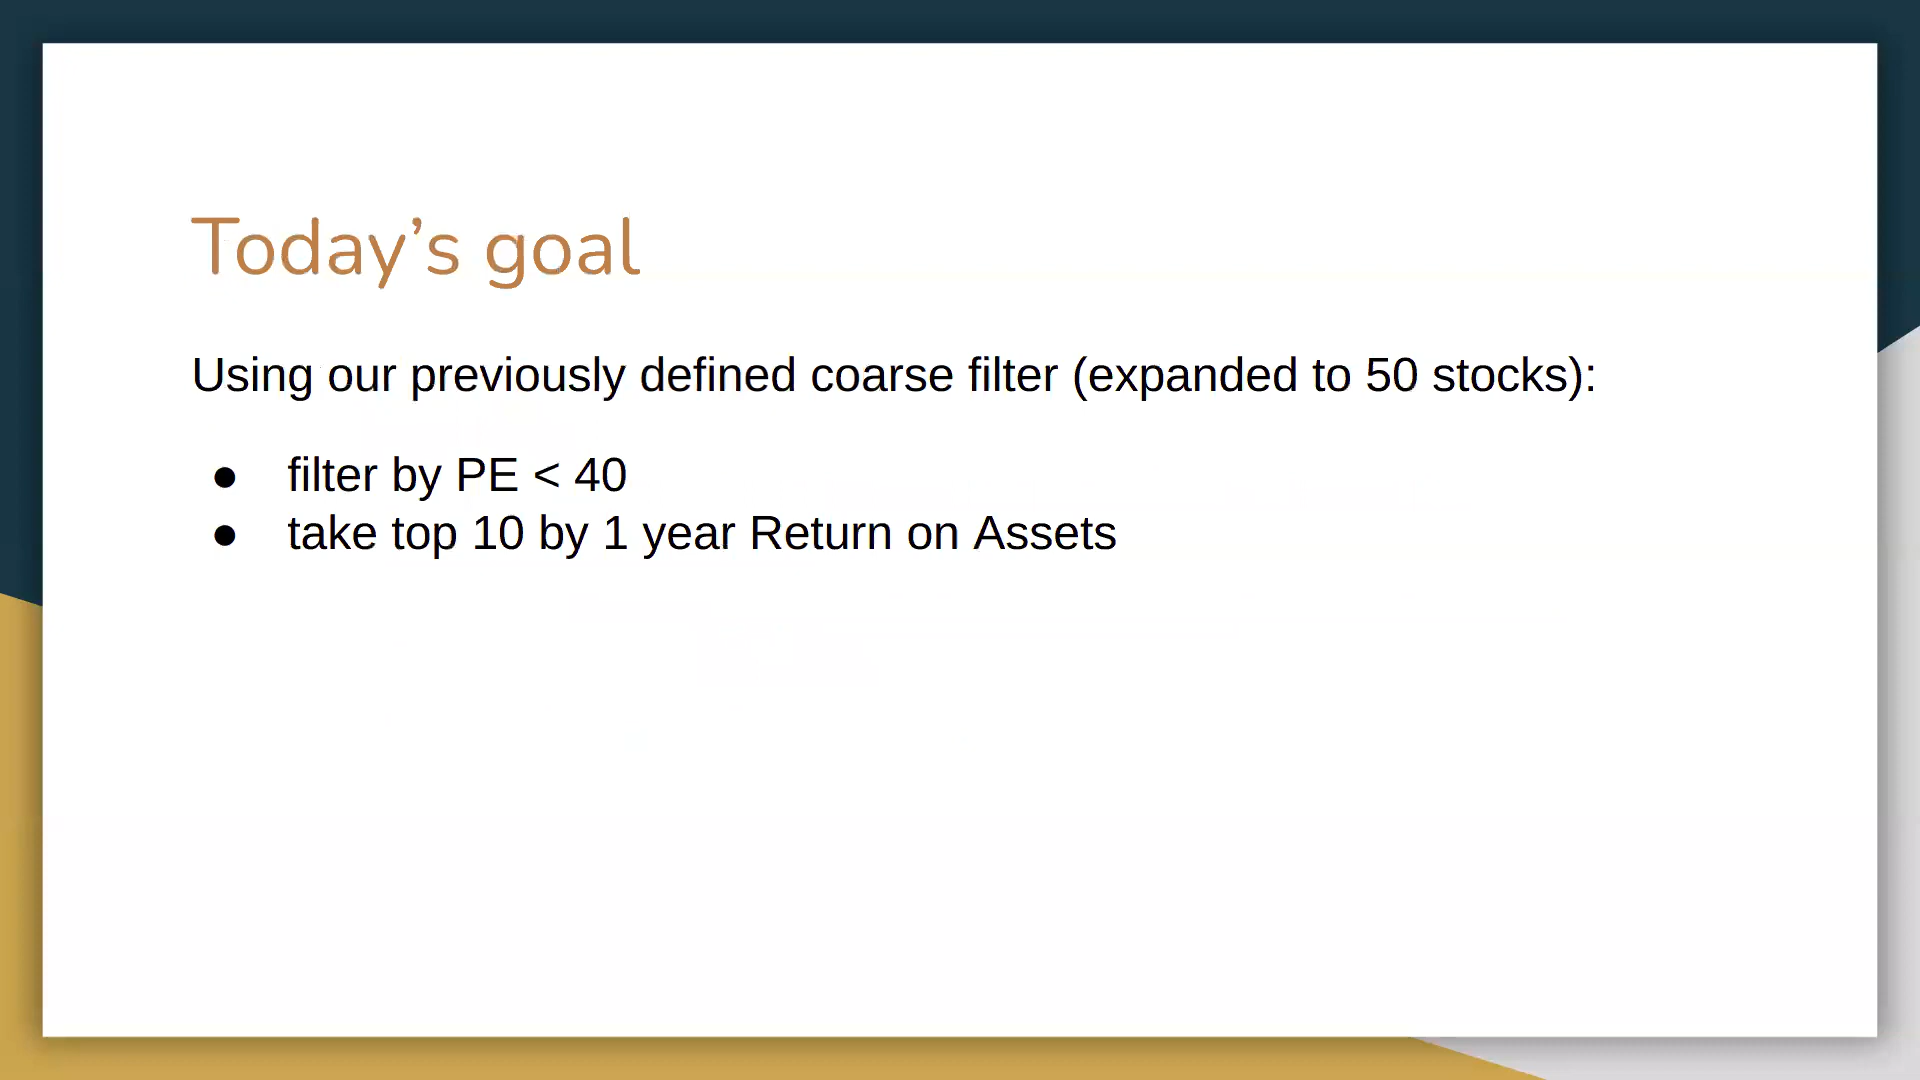 Today’s goal
Using our previously defined coarse filter (expanded to 50 stocks):
● filter by PE < 40
● take top 10 by 1 year Return on Assets